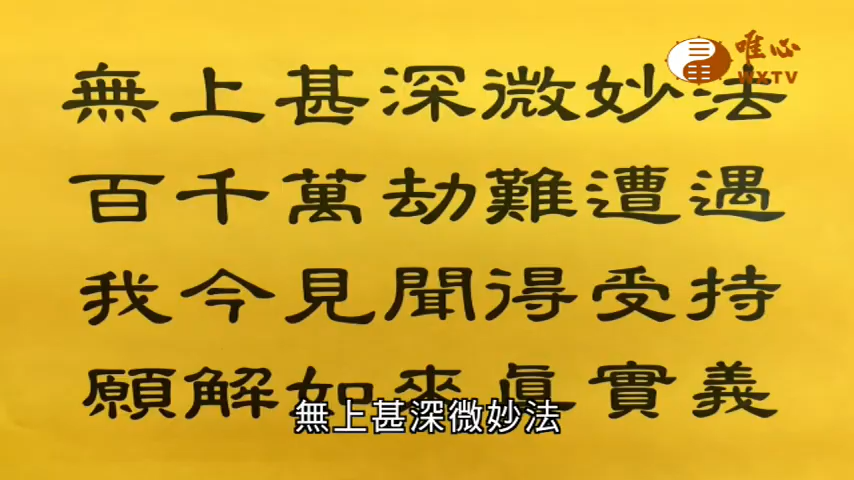 唯心
WXTV
無上甚深微妙法
百千萬劫難遭遇
我今見聞得受持
願解如來真實義
無上甚深微妙法